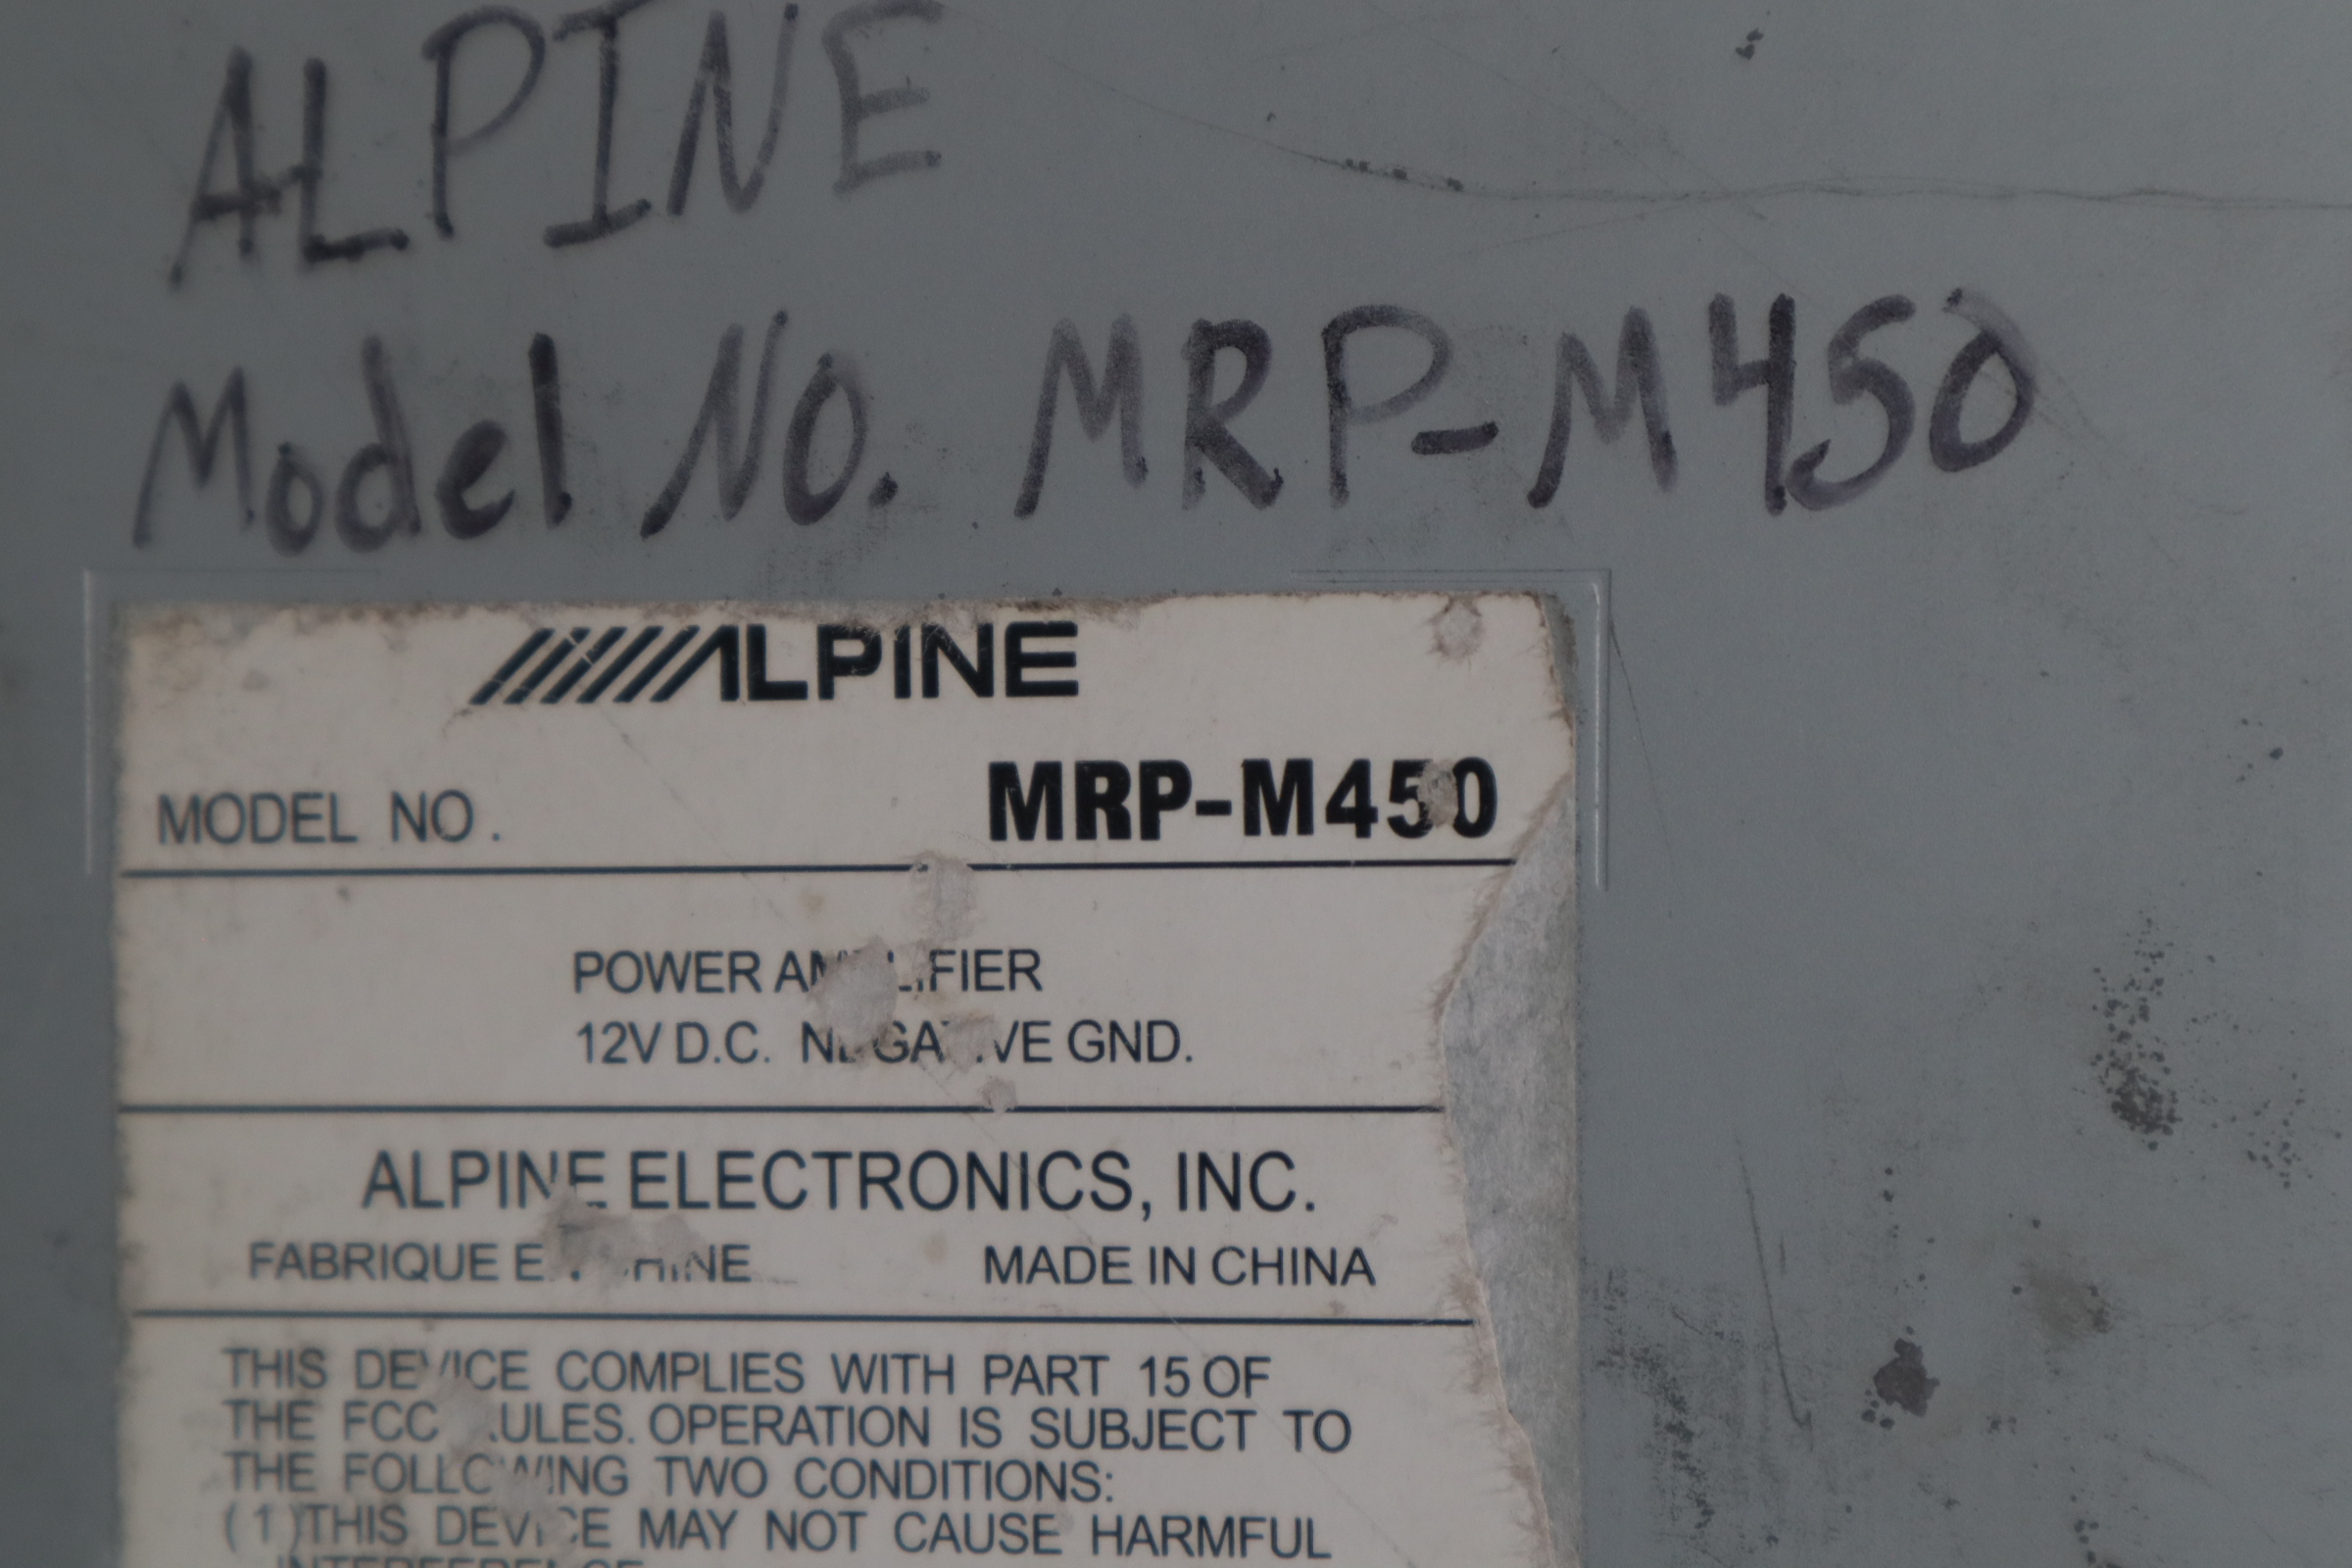 ALPINE
Model No. MRP-M450
ALPINE
MODEL NO. MRP-M450
POWER AMPLIFIER
12V D.C. NEGATIVE GND.
ALPINE ELECTRONICS, INC.
FABRIQUE EN CHINE MADE IN CHINA
THIS DEVICE COMPLIES WITH PART 15 OF
THE FCC RULES. OPERATION IS SUBJECT TO
THE FOLLOWING TWO CONDITIONS:
(1)THIS DEVICE MAY NOT CAUSE HARMFUL
INTERFERENCE